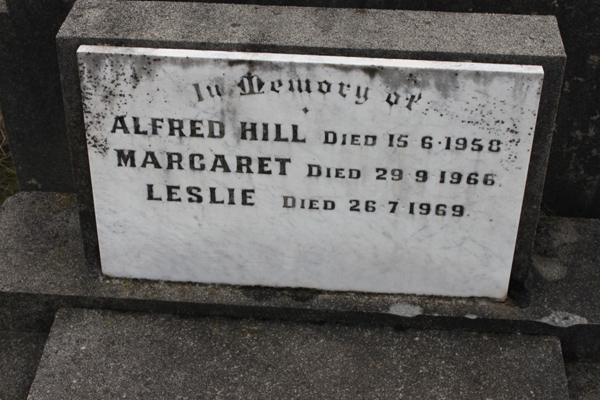 In Memory of
ALFRED HILL DIED 15·6·1958
MARGARET DIED 29·9·1966
LESLIE DIED 26·7·1969